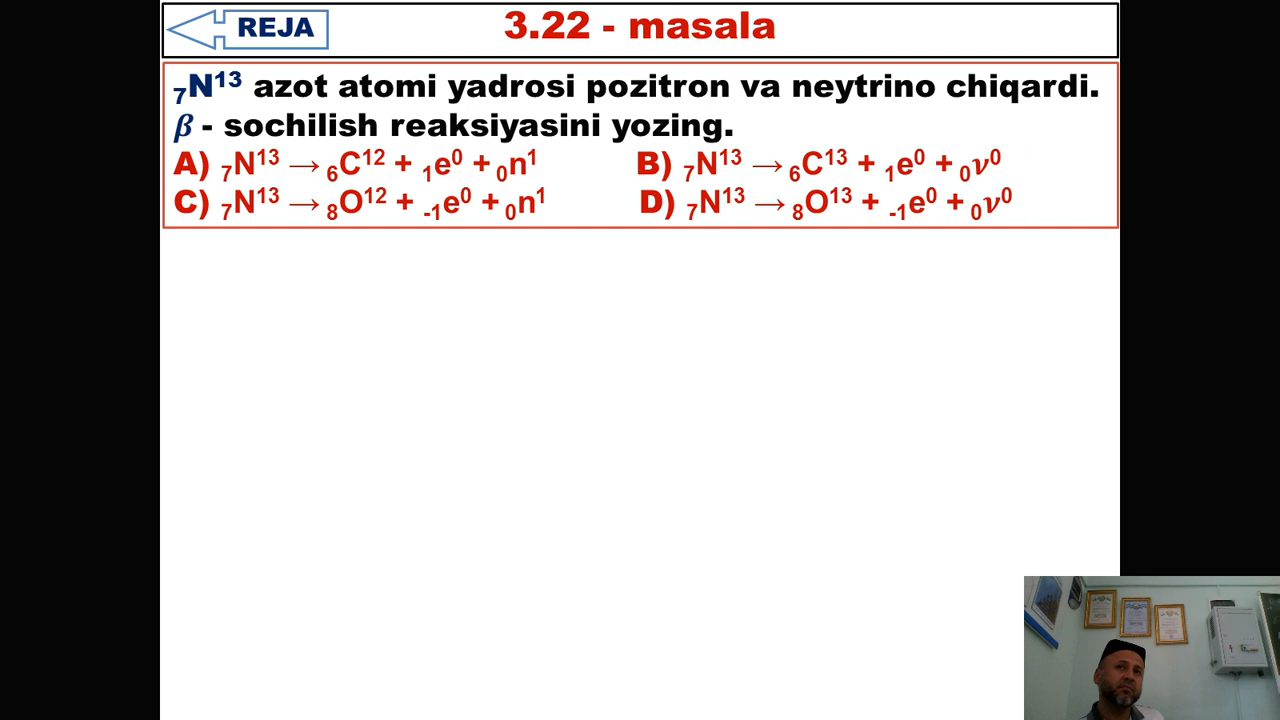 REJA
3.22 - masala
₇N¹³ azot atomi yadrosi pozitron va neytrino chiqardi.
β - sochilish reaksiyasini yozing.
A) ₇N¹³ → ₆C¹² + ₁e⁰ + ₀n¹ B) ₇N¹³ → ₆C¹³ + ₁e⁰ + ₀ν⁰
C) ₇N¹³ → ₈O¹² + ₋₁e⁰ + ₀n¹ D) ₇N¹³ → ₈O¹³ + ₋₁e⁰ + ₀ν⁰